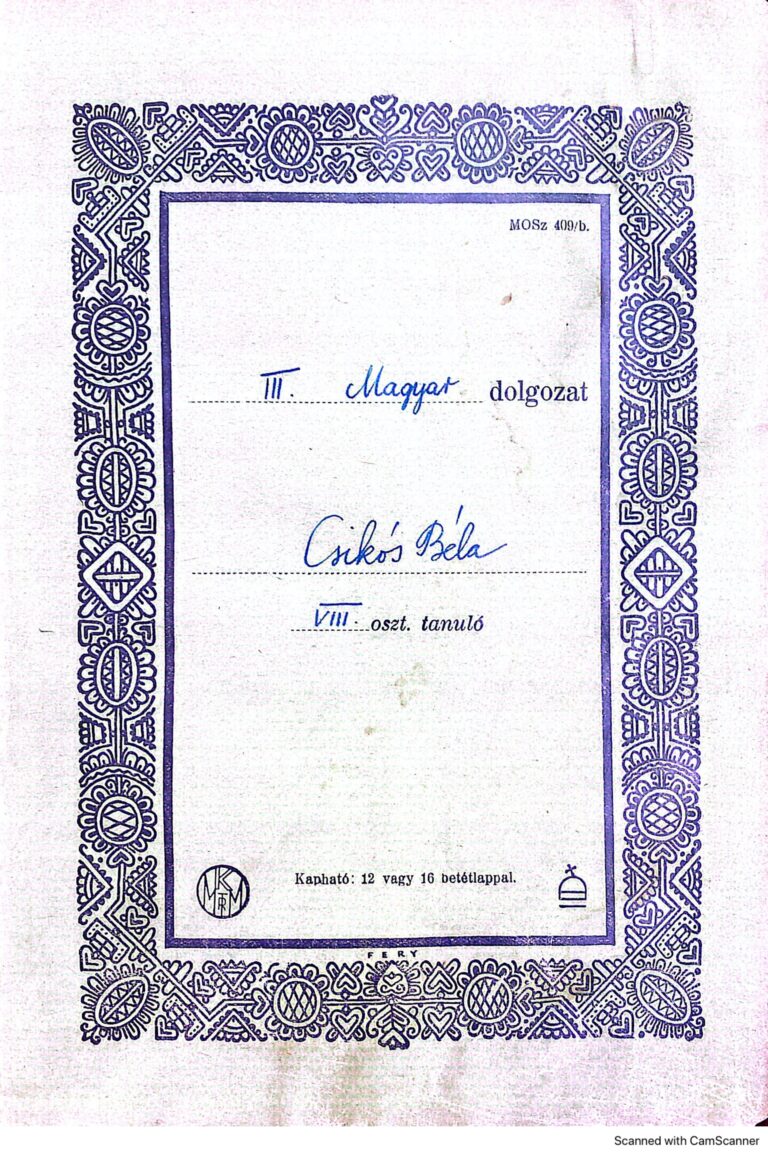 MOSz 409/b.
III. Magyar dolgozat
Csikós Béla
VIII. oszt. tanuló
Kapható: 12 vagy 16 betétlappal.
FERY
Scanned with CamScanner